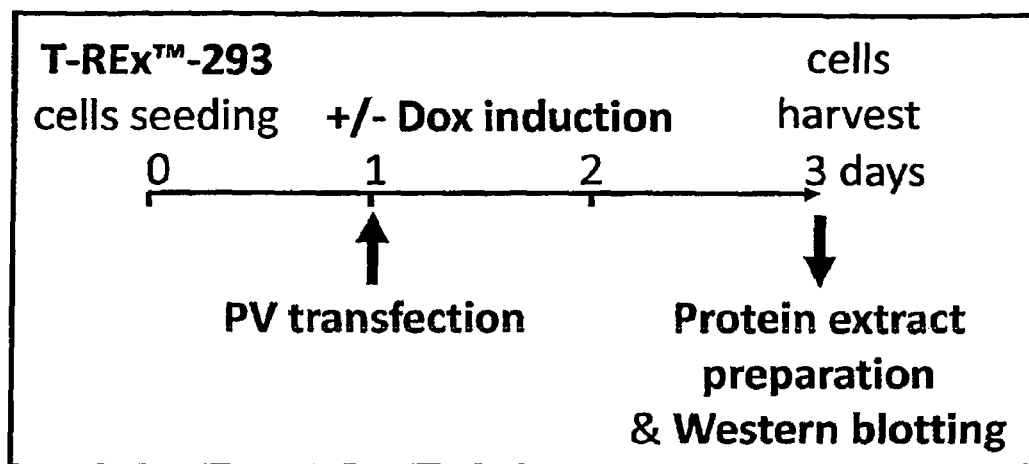 T-REx™-293
cells seeding
+/- Dox induction
cells
harvest
0
1
2
3 days
PV transfection
Protein extract
preparation
& Western blotting